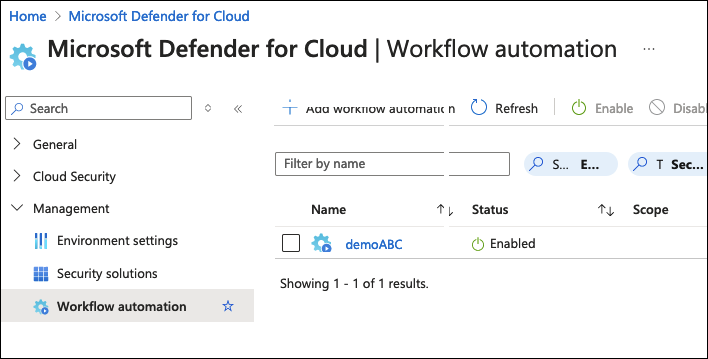 Home > Microsoft Defender for Cloud >
Microsoft Defender for Cloud | Workflow automation ...
Search
General
Cloud Security
Management
Environment settings
Security solutions
Workflow automation
Add workflow automation Refresh Enable Disabl
Filter by name S... E... T Sec...
Name Status Scope
demoABC Enabled
Showing 1 - 1 of 1 results.